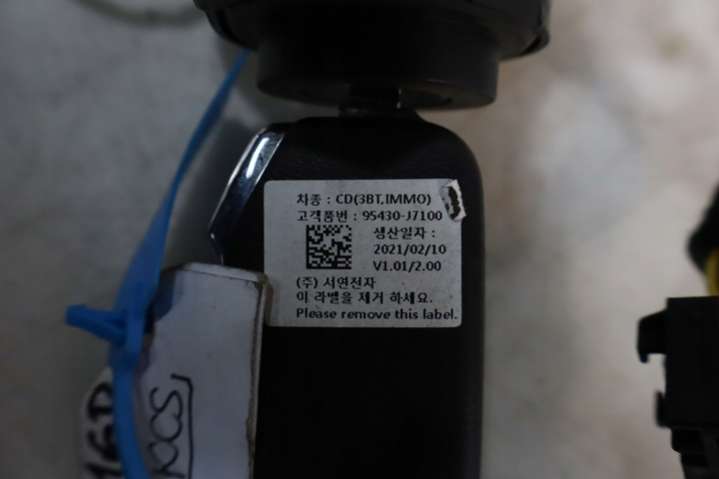 차종 : CD(3BT,IMMO)
고객품번 : 95430-J7100
생산일자 :
2021/02/10
V1.01/2.00
(주) 서연전자
이 라벨을 제거 하세요.
Please remove this label.